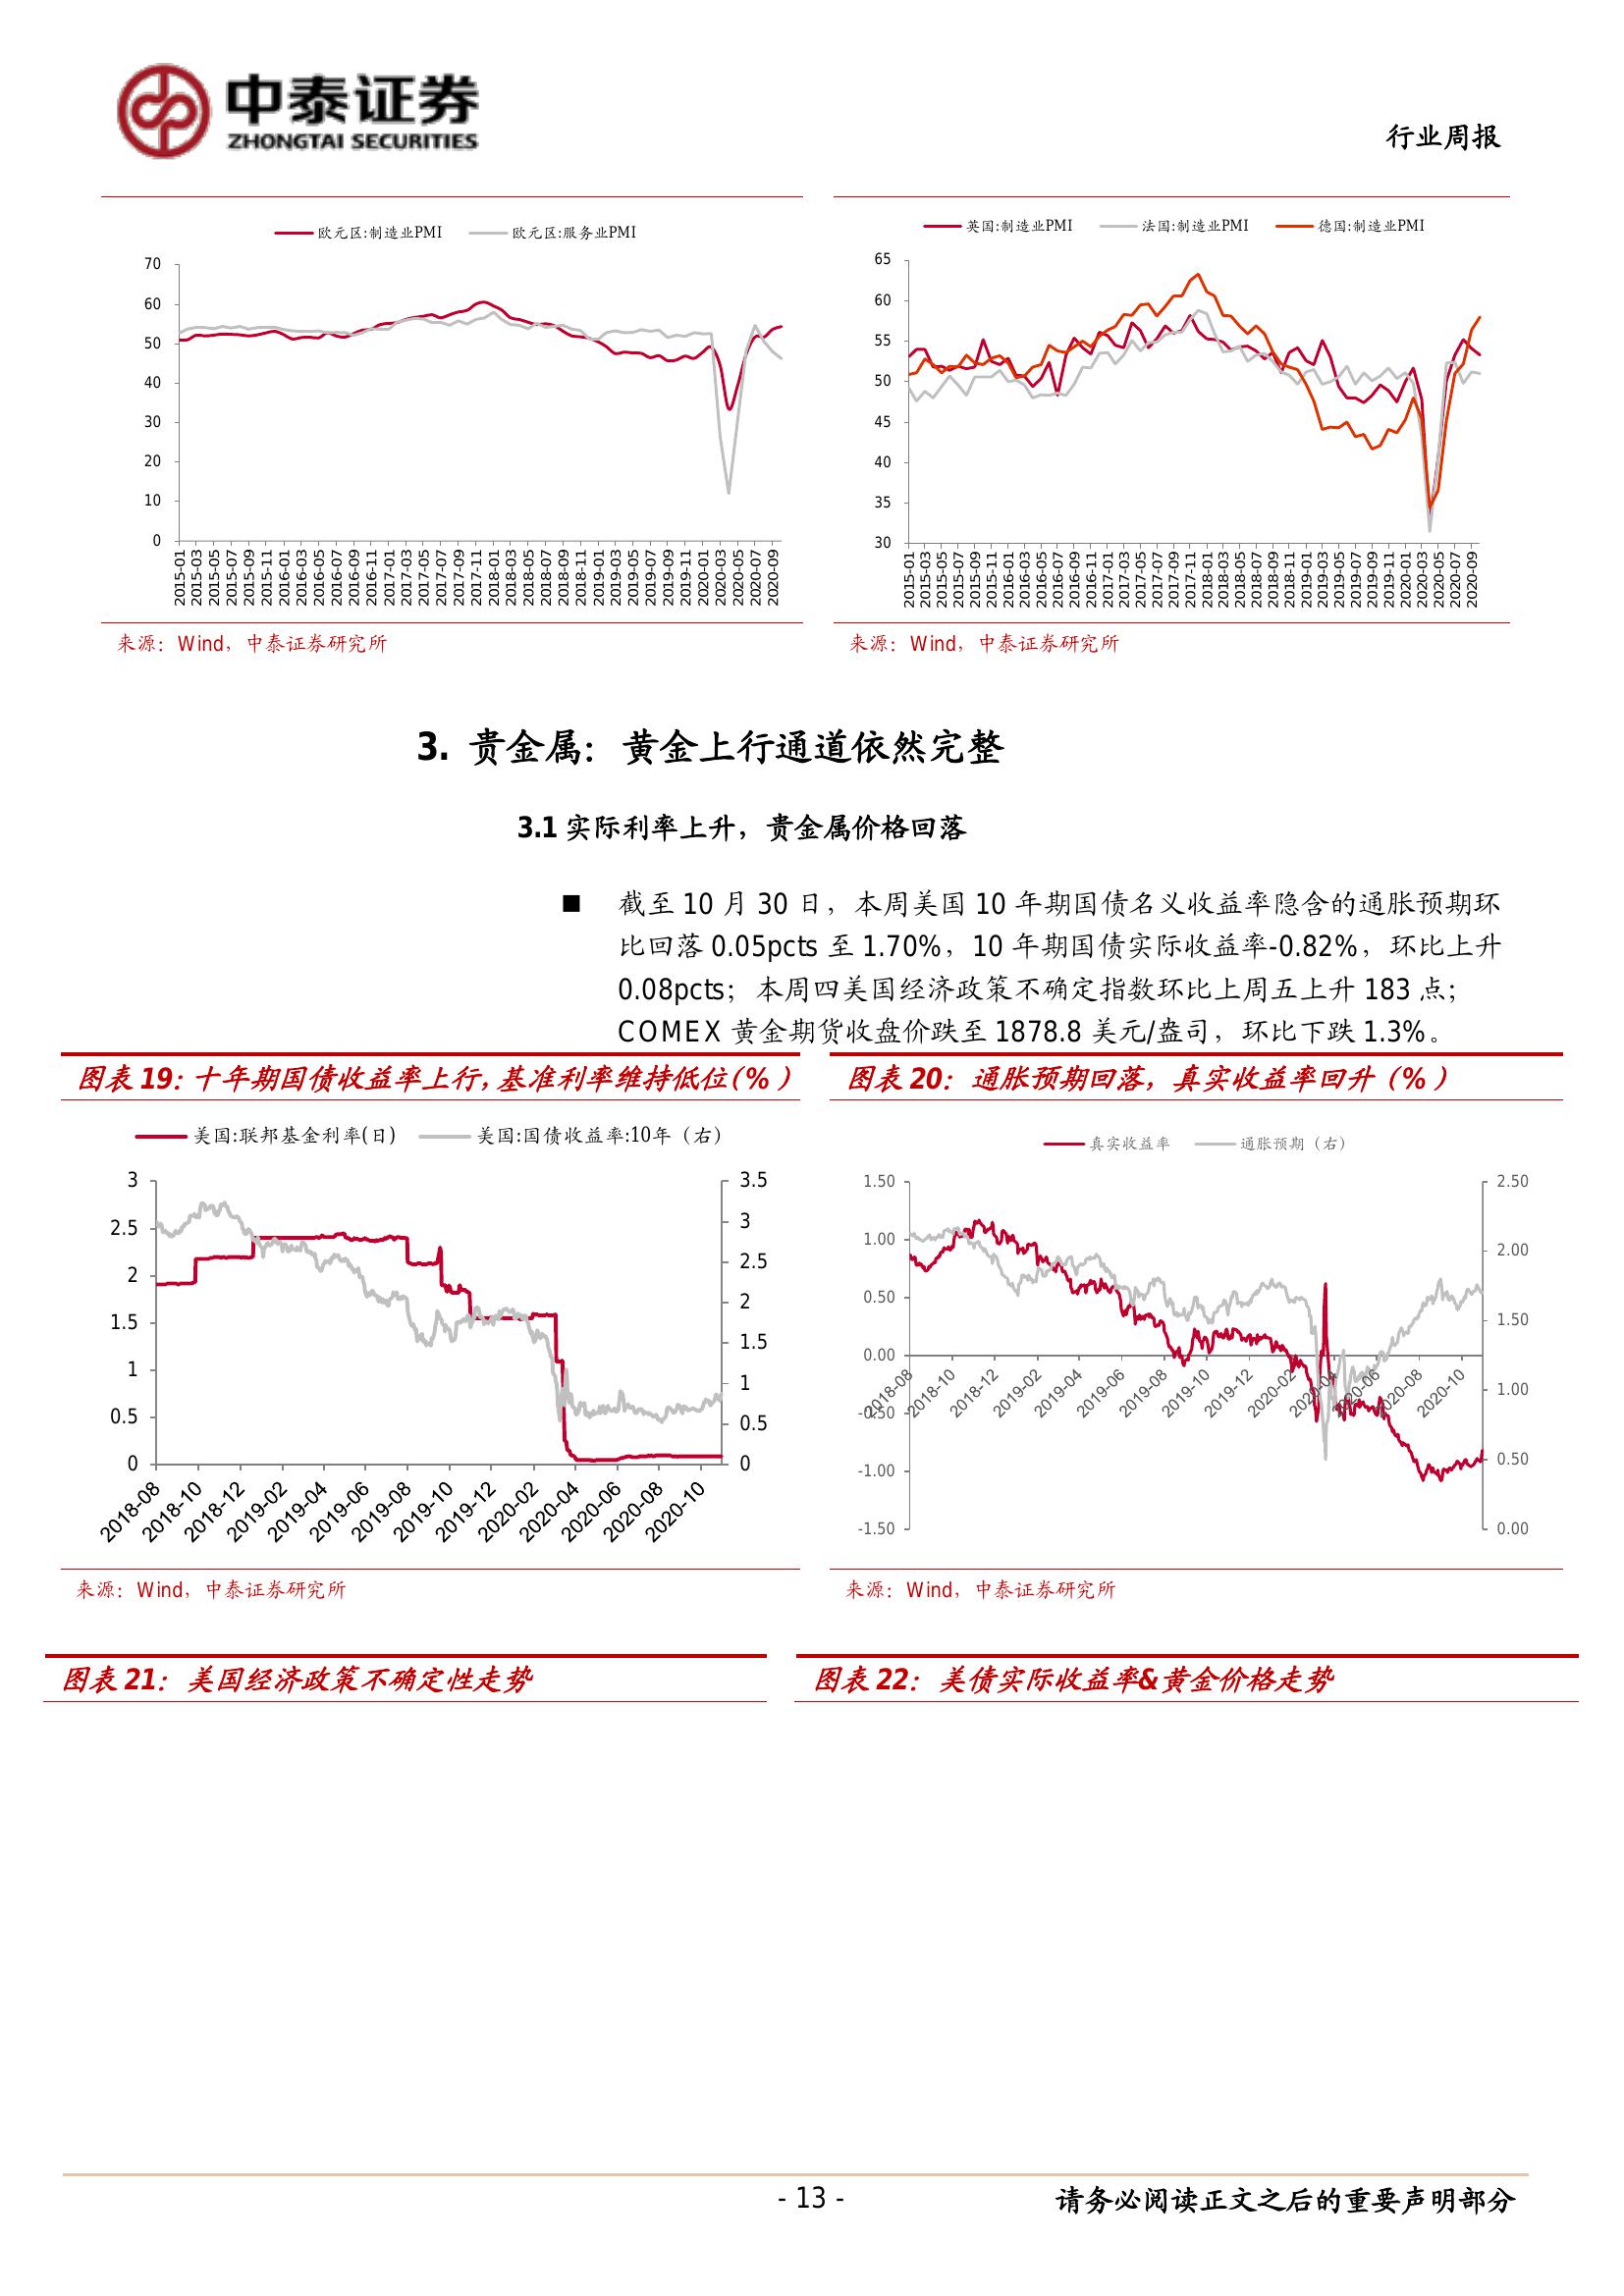 中泰证券
ZHONGTAI SECURITIES
行业周报
欧元区:制造业PMI 欧元区:服务业PMI
70
60
50
40
30
20
10
0
2015-01 2015-03 2015-05 2015-07 2015-09 2015-11 2016-01 2016-03 2016-05 2016-07 2016-09 2016-11 2017-01 2017-03 2017-05 2017-07 2017-09 2017-11 2018-01 2018-03 2018-05 2018-07 2018-09 2018-11 2019-01 2019-03 2019-05 2019-07 2019-09 2019-11 2020-01 2020-03 2020-05 2020-07 2020-09
来源：Wind，中泰证券研究所
英国:制造业PMI 法国:制造业PMI 德国:制造业PMI
65
60
55
50
45
40
35
30
2015-01 2015-03 2015-05 2015-07 2015-09 2015-11 2016-01 2016-03 2016-05 2016-07 2016-09 2016-11 2017-01 2017-03 2017-05 2017-07 2017-09 2017-11 2018-01 2018-03 2018-05 2018-07 2018-09 2018-11 2019-01 2019-03 2019-05 2019-07 2019-09 2019-11 2020-01 2020-03 2020-05 2020-07 2020-09
来源：Wind，中泰证券研究所
3. 贵金属：黄金上行通道依然完整
3.1 实际利率上升，贵金属价格回落
■ 截至 10 月 30 日，本周美国 10 年期国债名义收益率隐含的通胀预期环
比回落 0.05pcts 至 1.70%，10 年期国债实际收益率-0.82%，环比上升
0.08pcts；本周四美国经济政策不确定指数环比上周五上升 183 点；
COMEX 黄金期货收盘价跌至 1878.8 美元/盎司，环比下跌 1.3%。
图表 19：十年期国债收益率上行，基准利率维持低位（%）
美国:联邦基金利率(日) 美国:国债收益率:10年（右）
3
2.5
2
1.5
1
0.5
0
3.5
3
2.5
2
1.5
1
0.5
0
2018-08 2018-10 2018-12 2019-02 2019-04 2019-06 2019-08 2019-10 2019-12 2020-02 2020-04 2020-06 2020-08 2020-10
来源：Wind，中泰证券研究所
图表 20：通胀预期回落，真实收益率回升（%）
真实收益率 通胀预期（右）
1.50
1.00
0.50
0.00
-0.50
-1.00
-1.50
2.50
2.00
1.50
1.00
0.50
0.00
2018-08 2018-10 2018-12 2019-02 2019-04 2019-06 2019-08 2019-10 2019-12 2020-02 2020-04 2020-06 2020-08 2020-10
来源：Wind，中泰证券研究所
图表 21：美国经济政策不确定性走势
图表 22：美债实际收益率&黄金价格走势
- 13 -
请务必阅读正文之后的重要声明部分